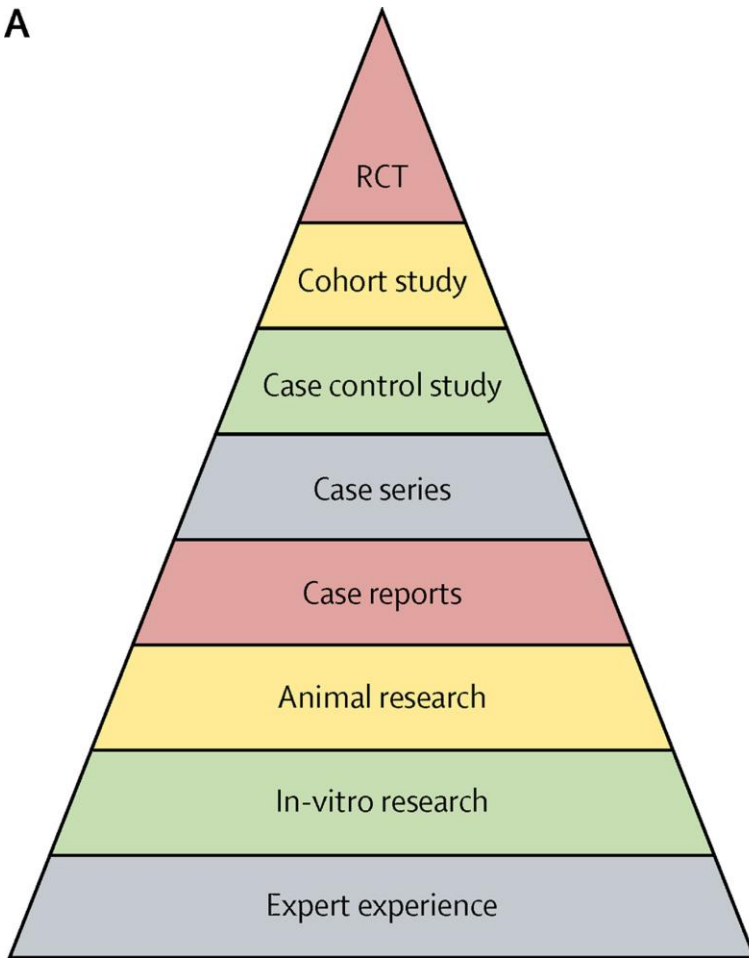 A
RCT
Cohort study
Case control study
Case series
Case reports
Animal research
In-vitro research
Expert experience